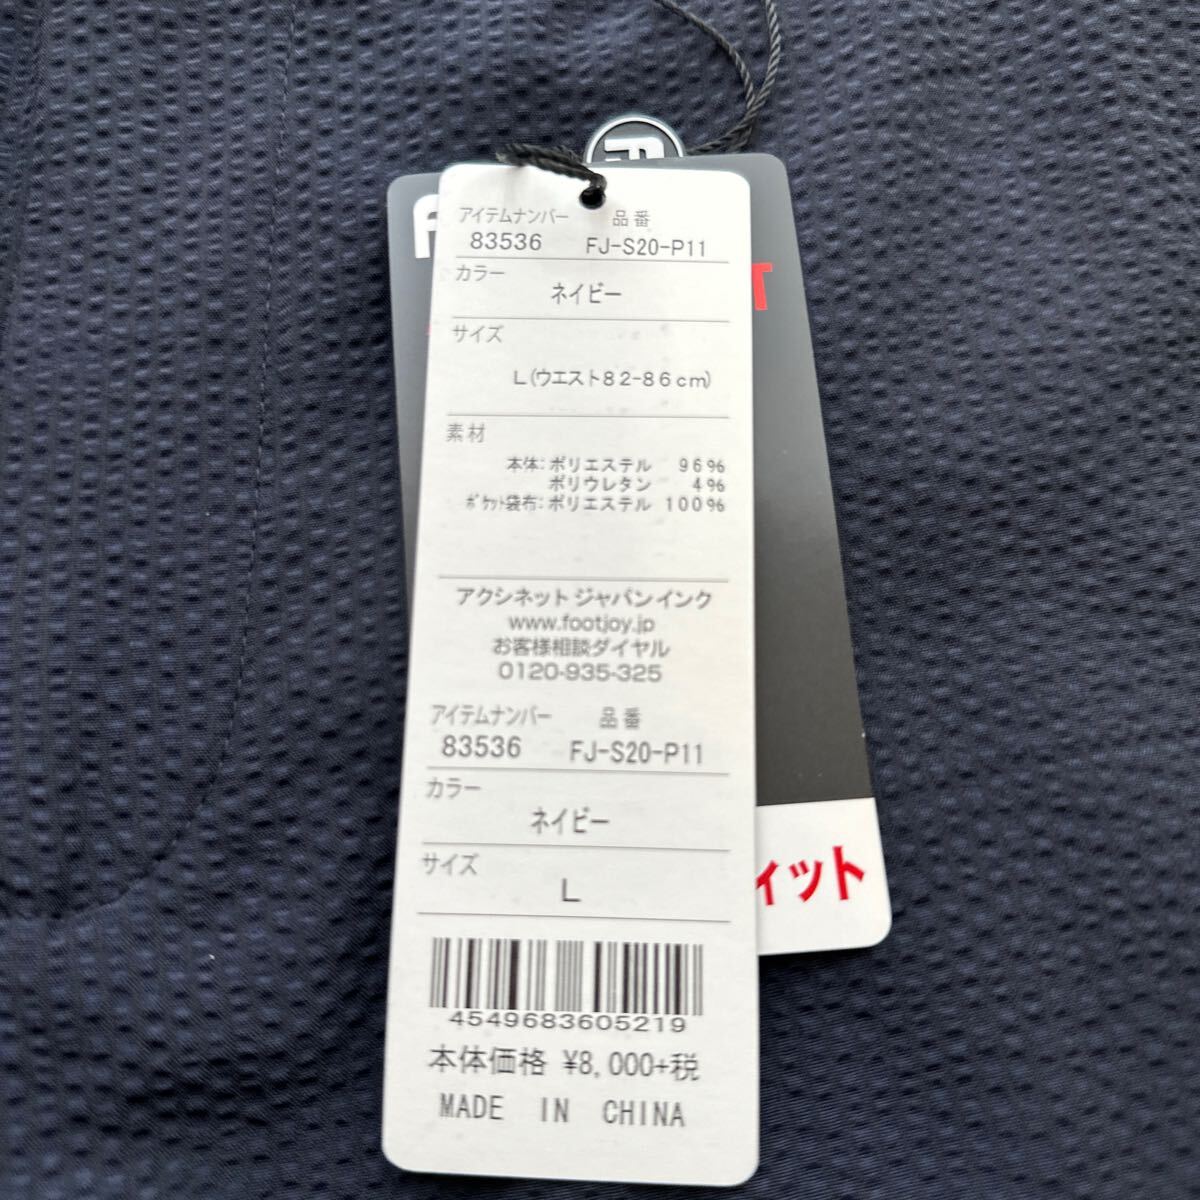 アイテムナンバー 品番
83536 FJ-S20-P11
カラー
ネイビー
サイズ
L(ウエスト82-86cm)
素材
本体:ポリエステル 96%
ポリウレタン 4%
ポケット袋布:ポリエステル 100%
アクシネット ジャパン インク
www.footjoy.jp
お客様相談ダイヤル
0120-935-325
アイテムナンバー 品番
83536 FJ-S20-P11
カラー
ネイビー
サイズ
L
4549683605219
本体価格 ¥8,000+税
MADE IN CHINA
F
T
ィット